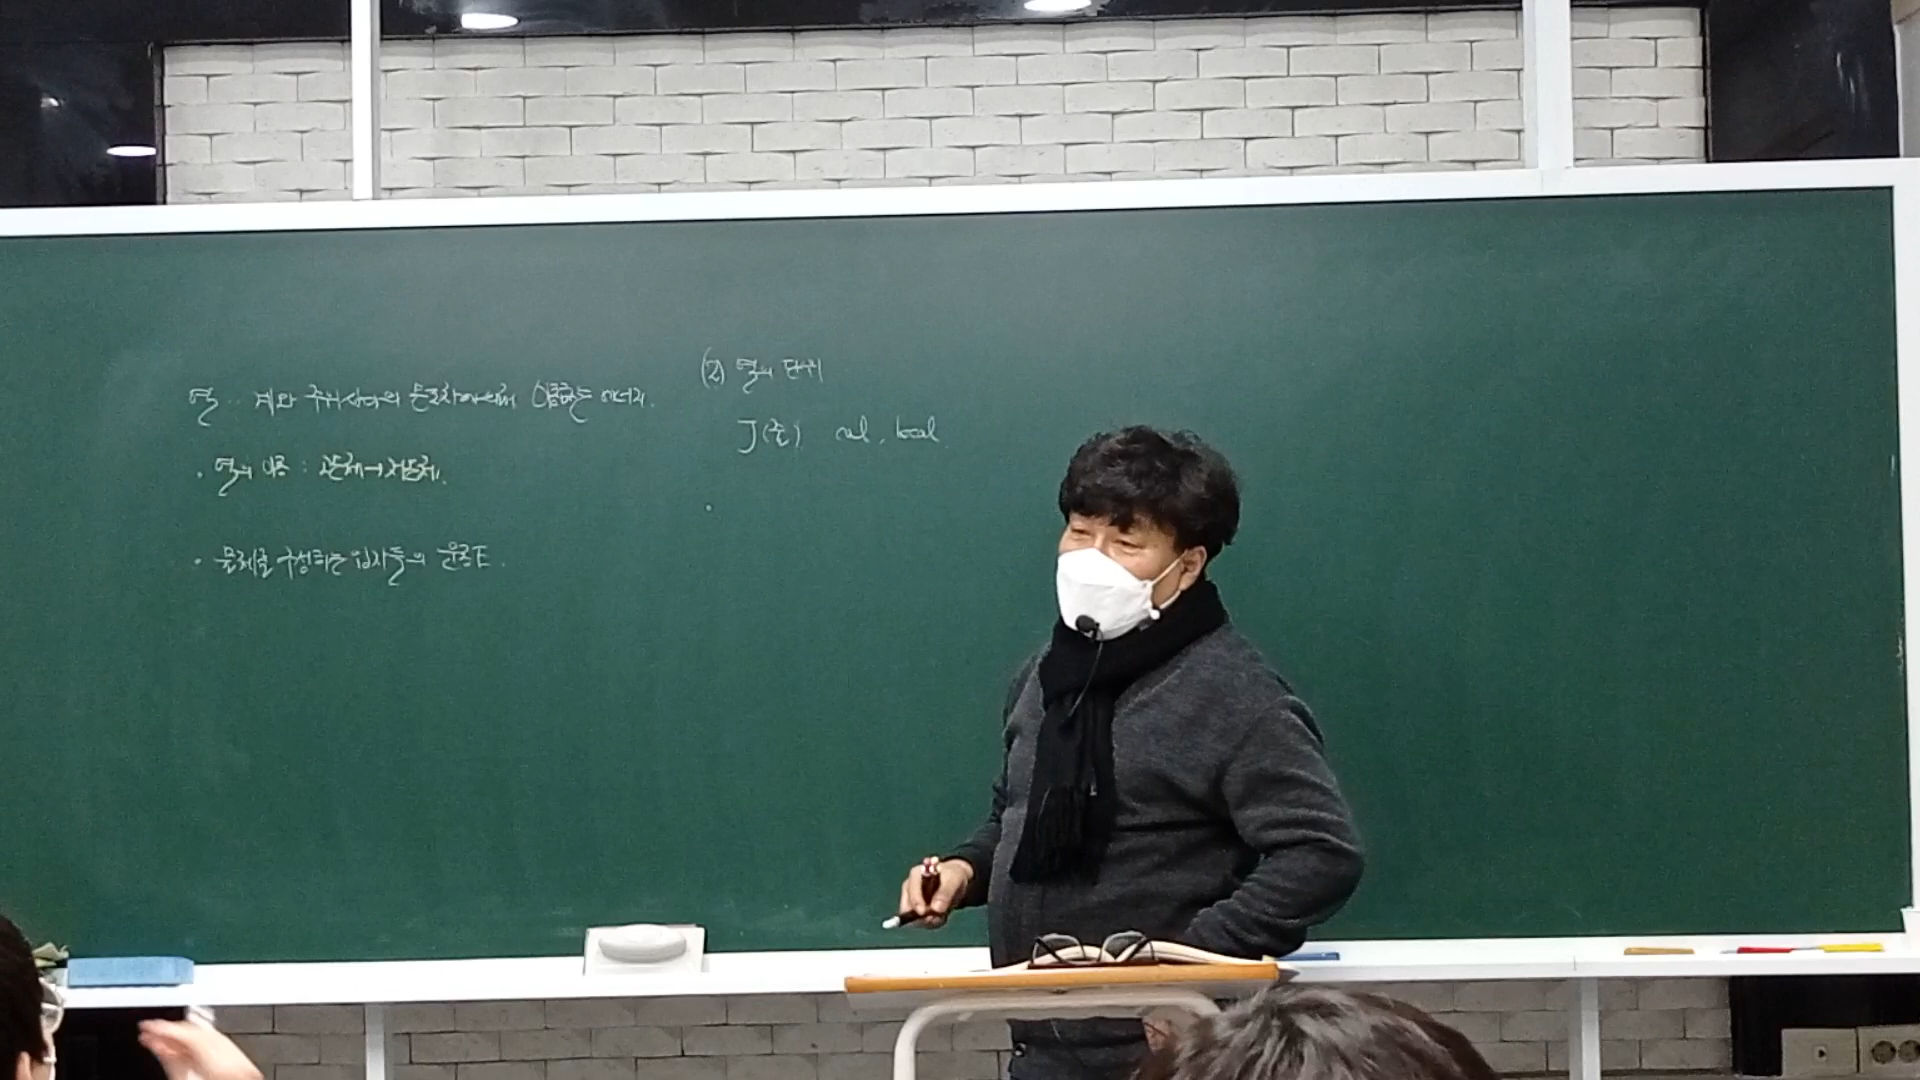 열 : 계와 주위사이의 온도차에의해 이동하는 에너지.
· 열의 이동 : 고온체→저온체.
· 물체를 구성하는 입자들의 운동E.
(2) 열의 단위
J(줄) cal, kcal